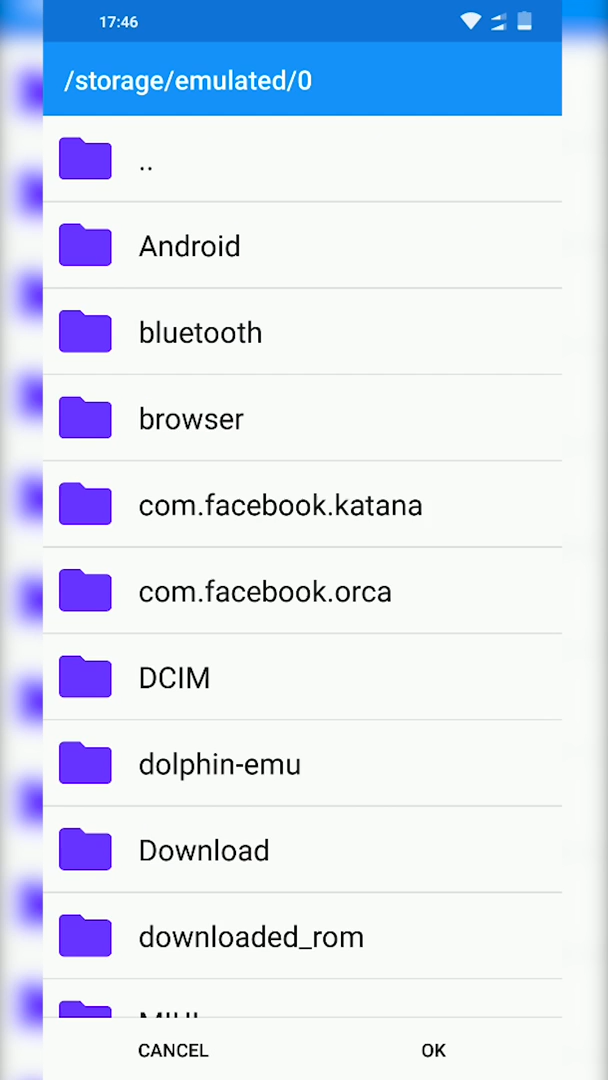 17:46
/storage/emulated/0
..
Android
bluetooth
browser
com.facebook.katana
com.facebook.orca
DCIM
dolphin-emu
Download
downloaded_rom
CANCEL OK